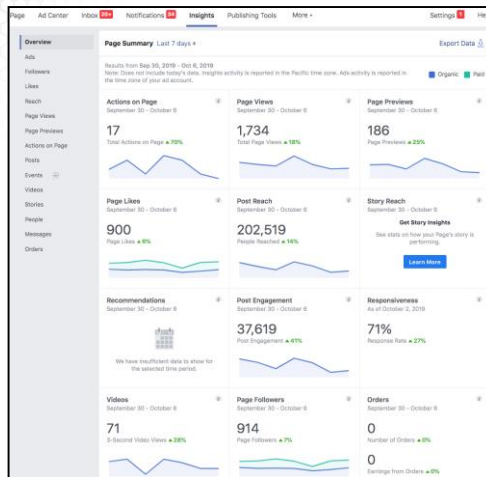 Page Ad Center Inbox 20+ Notifications Insights Publishing Tools More Settings 1 He
Overview
Ads
Followers
Likes
Reach
Page Views
Page Previews
Actions on Page
Posts
Events
Videos
Stories
People
Messages
Orders
Page Summary Last 7 days
Export Data
Results from Sep 30, 2019 - Oct 6, 2019
Note: Does not include today's data. Insights activity is reported in the Pacific time zone. Ads activity is reported in
the time zone of your ad account.
Organic Paid
Actions on Page
September 30 - October 6
17
Total Actions on Page ▲70%
Page Views
September 30 - October 6
1,734
Total Page Views ▲18%
Page Previews
September 30 - October 6
186
Page Previews ▲25%
Page Likes
September 30 - October 6
900
Page Likes ▲6%
Post Reach
September 30 - October 6
202,519
People Reached ▲14%
Story Reach
September 30 - October 6
Get Story Insights
See stats on how your Page's story is
performing.
Learn More
Recommendations
September 30 - October 6
We have insufficient data to show for
the selected time period.
Post Engagement
September 30 - October 6
37,619
Post Engagement ▲41%
Responsiveness
As of October 2, 2019
71%
Response Rate ▲27%
Videos
September 30 - October 6
71
3-Second Video Views ▲28%
Page Followers
September 30 - October 6
914
Page Followers ▲7%
Orders
September 30 - October 6
0
Number of Orders ▲0%
0
Earnings from Orders ▲0%